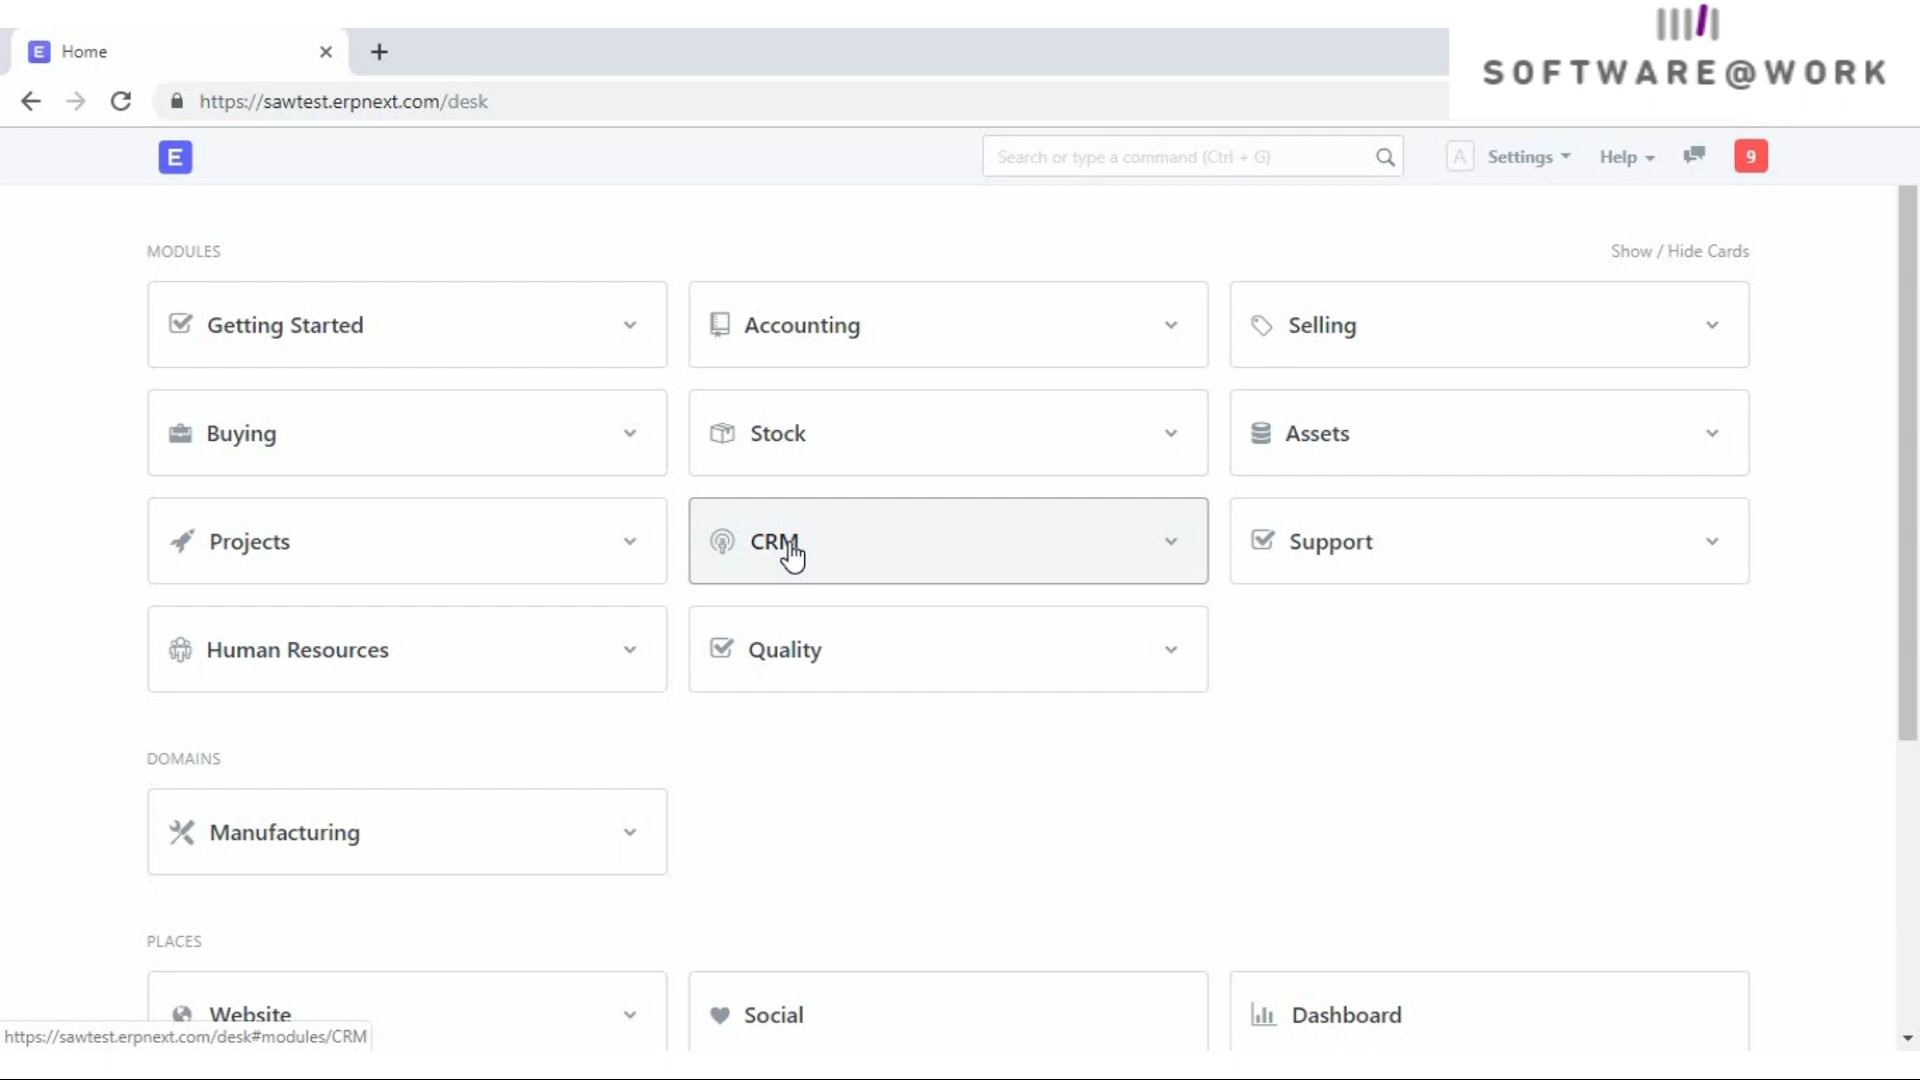 SOFTWARE@WORK
E Home
https://sawtest.erpnext.com/desk
E Search or type a command (Ctrl + G) A Settings Help 9
MODULES Show / Hide Cards
Getting Started Accounting Selling
Buying Stock Assets
Projects CRM Support
Human Resources Quality
DOMAINS
Manufacturing
PLACES
Website Social Dashboard
https://sawtest.erpnext.com/desk#modules/CRM